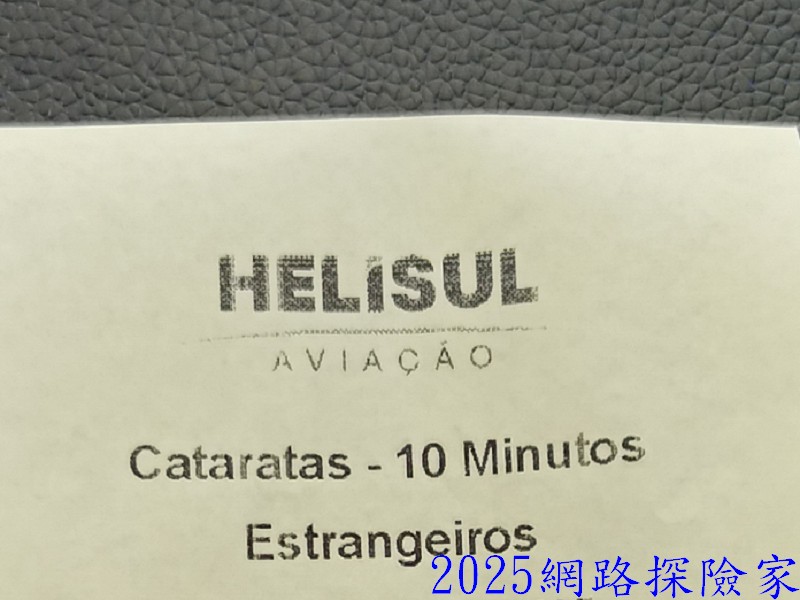 HELISUL
AVIAÇÃO
Cataratas - 10 Minutos
Estrangeiros
2025網路探險家